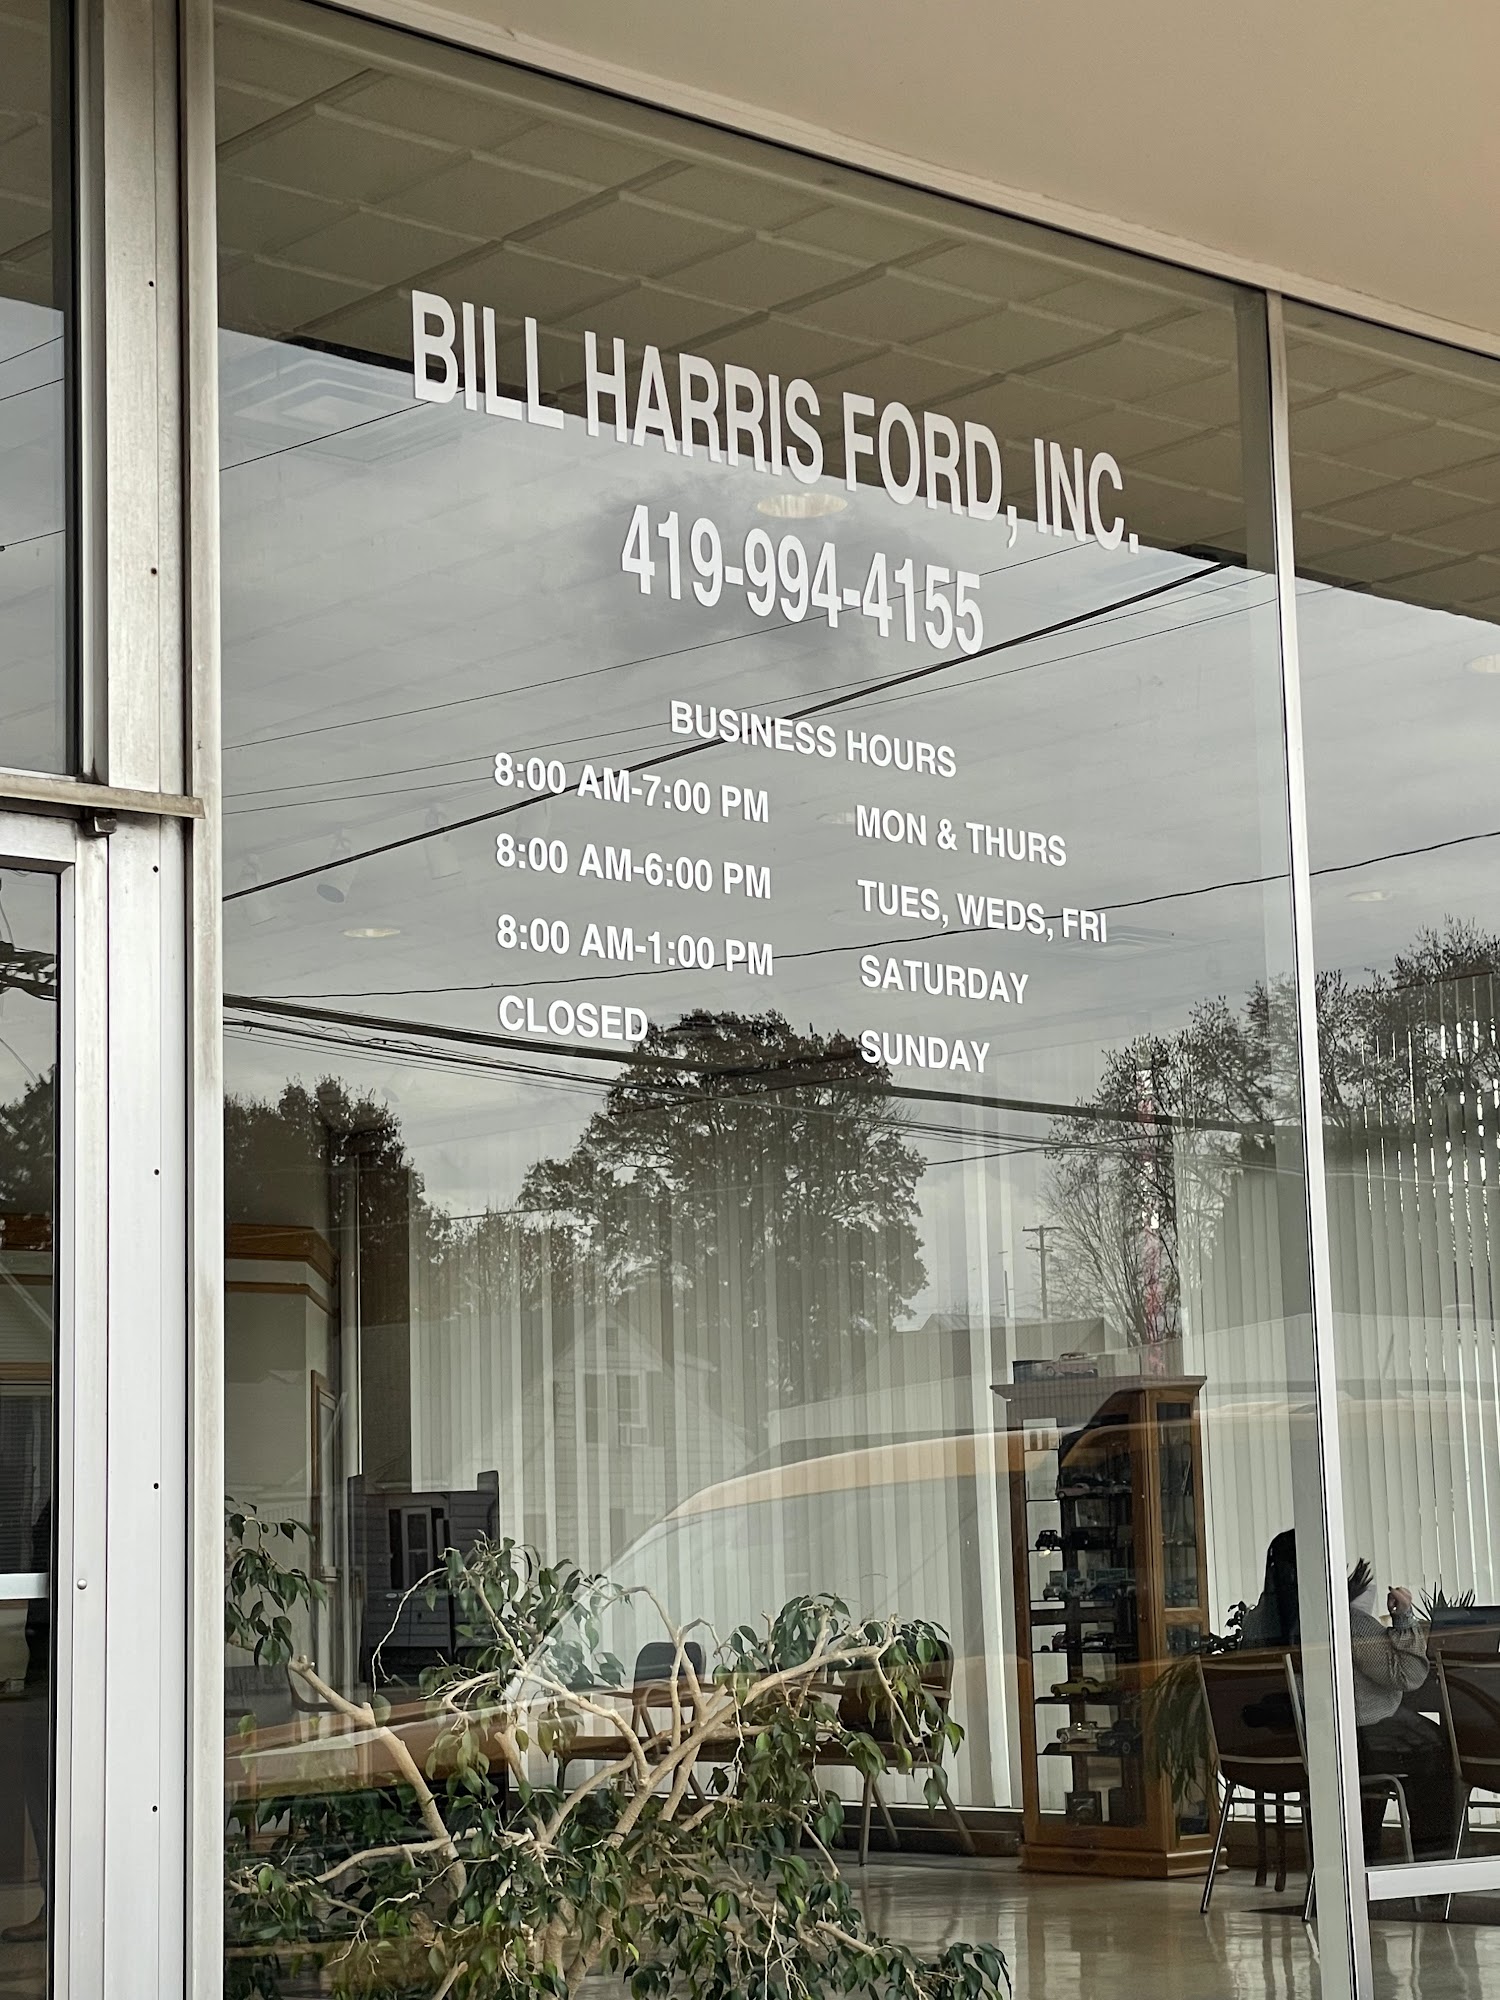 BILL HARRIS FORD, INC.
419-994-4155
BUSINESS HOURS
8:00 AM-7:00 PM MON & THURS
8:00 AM-6:00 PM TUES, WEDS, FRI
8:00 AM-1:00 PM SATURDAY
CLOSED SUNDAY